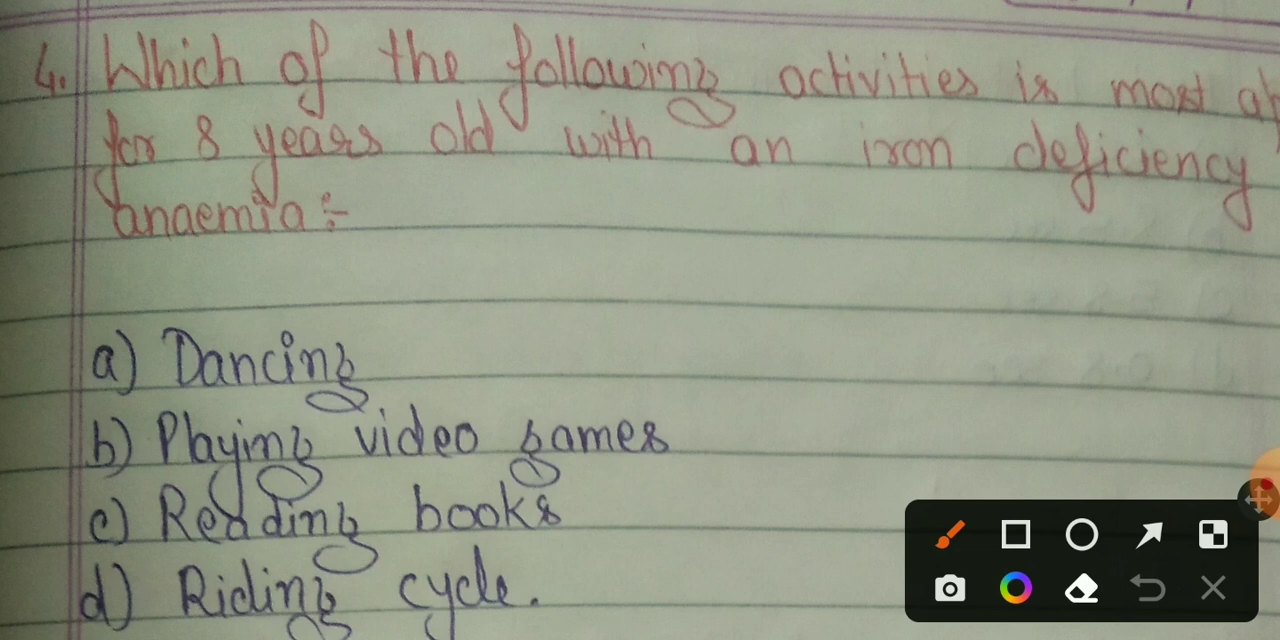 4. Which of the following activities is most
for 8 years old with an iron deficiency
anaemia :-
a) Dancing
b) Playing video games
c) Reading books
d) Riding cycle.